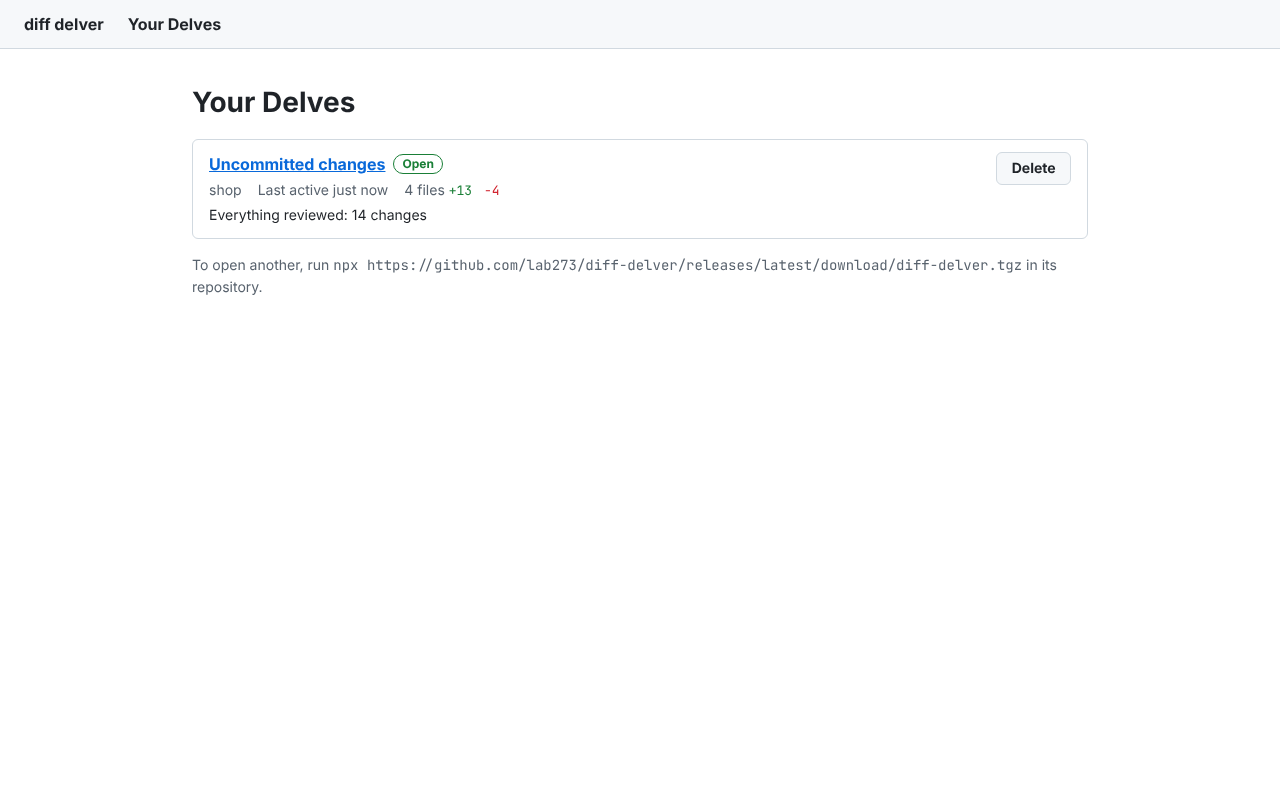 diff delver Your Delves
Your Delves
Uncommitted changes Open
Delete
shop Last active just now 4 files +13 -4
Everything reviewed: 14 changes
To open another, run npx https://github.com/lab273/diff-delver/releases/latest/download/diff-delver.tgz in its
repository.